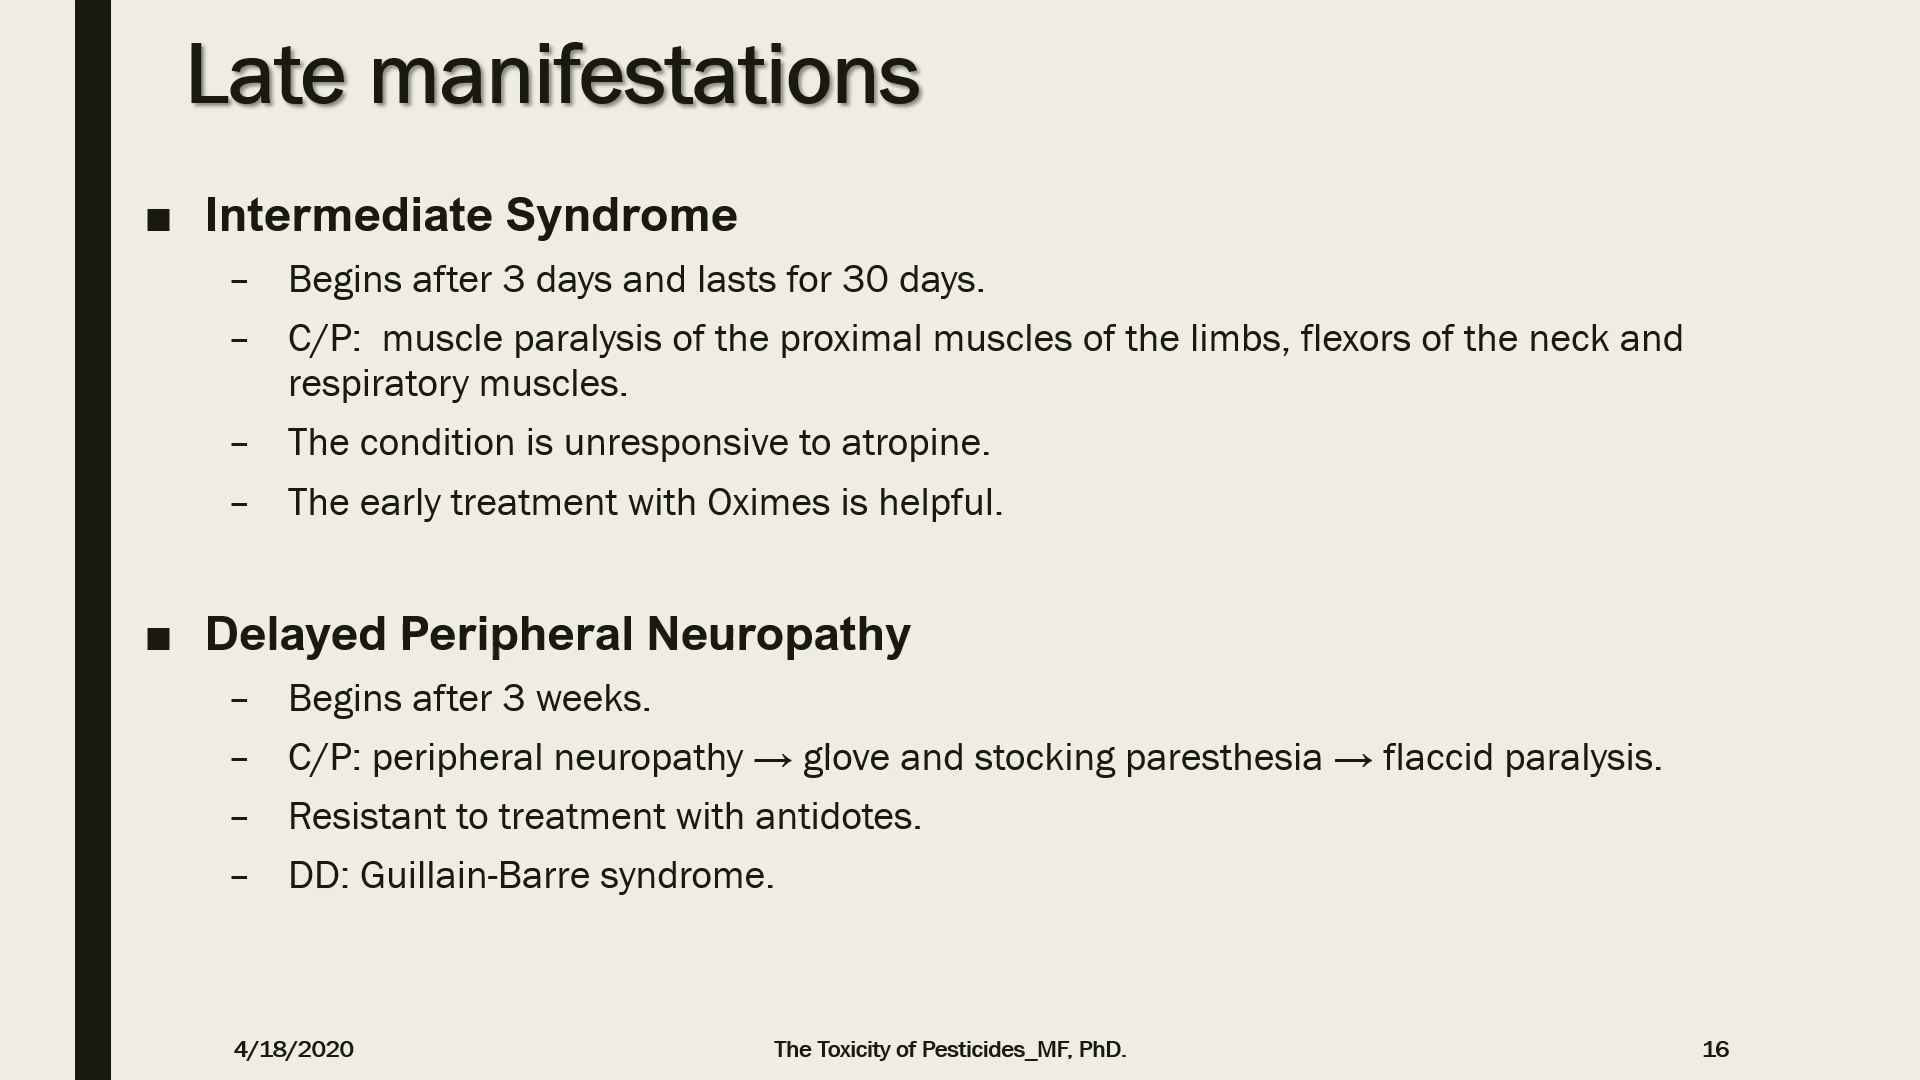 Late manifestations
■ Intermediate Syndrome
– Begins after 3 days and lasts for 30 days.
– C/P:  muscle paralysis of the proximal muscles of the limbs, flexors of the neck and
respiratory muscles.
– The condition is unresponsive to atropine.
– The early treatment with Oximes is helpful.
■ Delayed Peripheral Neuropathy
– Begins after 3 weeks.
– C/P: peripheral neuropathy → glove and stocking paresthesia → flaccid paralysis.
– Resistant to treatment with antidotes.
– DD: Guillain-Barre syndrome.
4/18/2020 The Toxicity of Pesticides_MF, PhD. 16